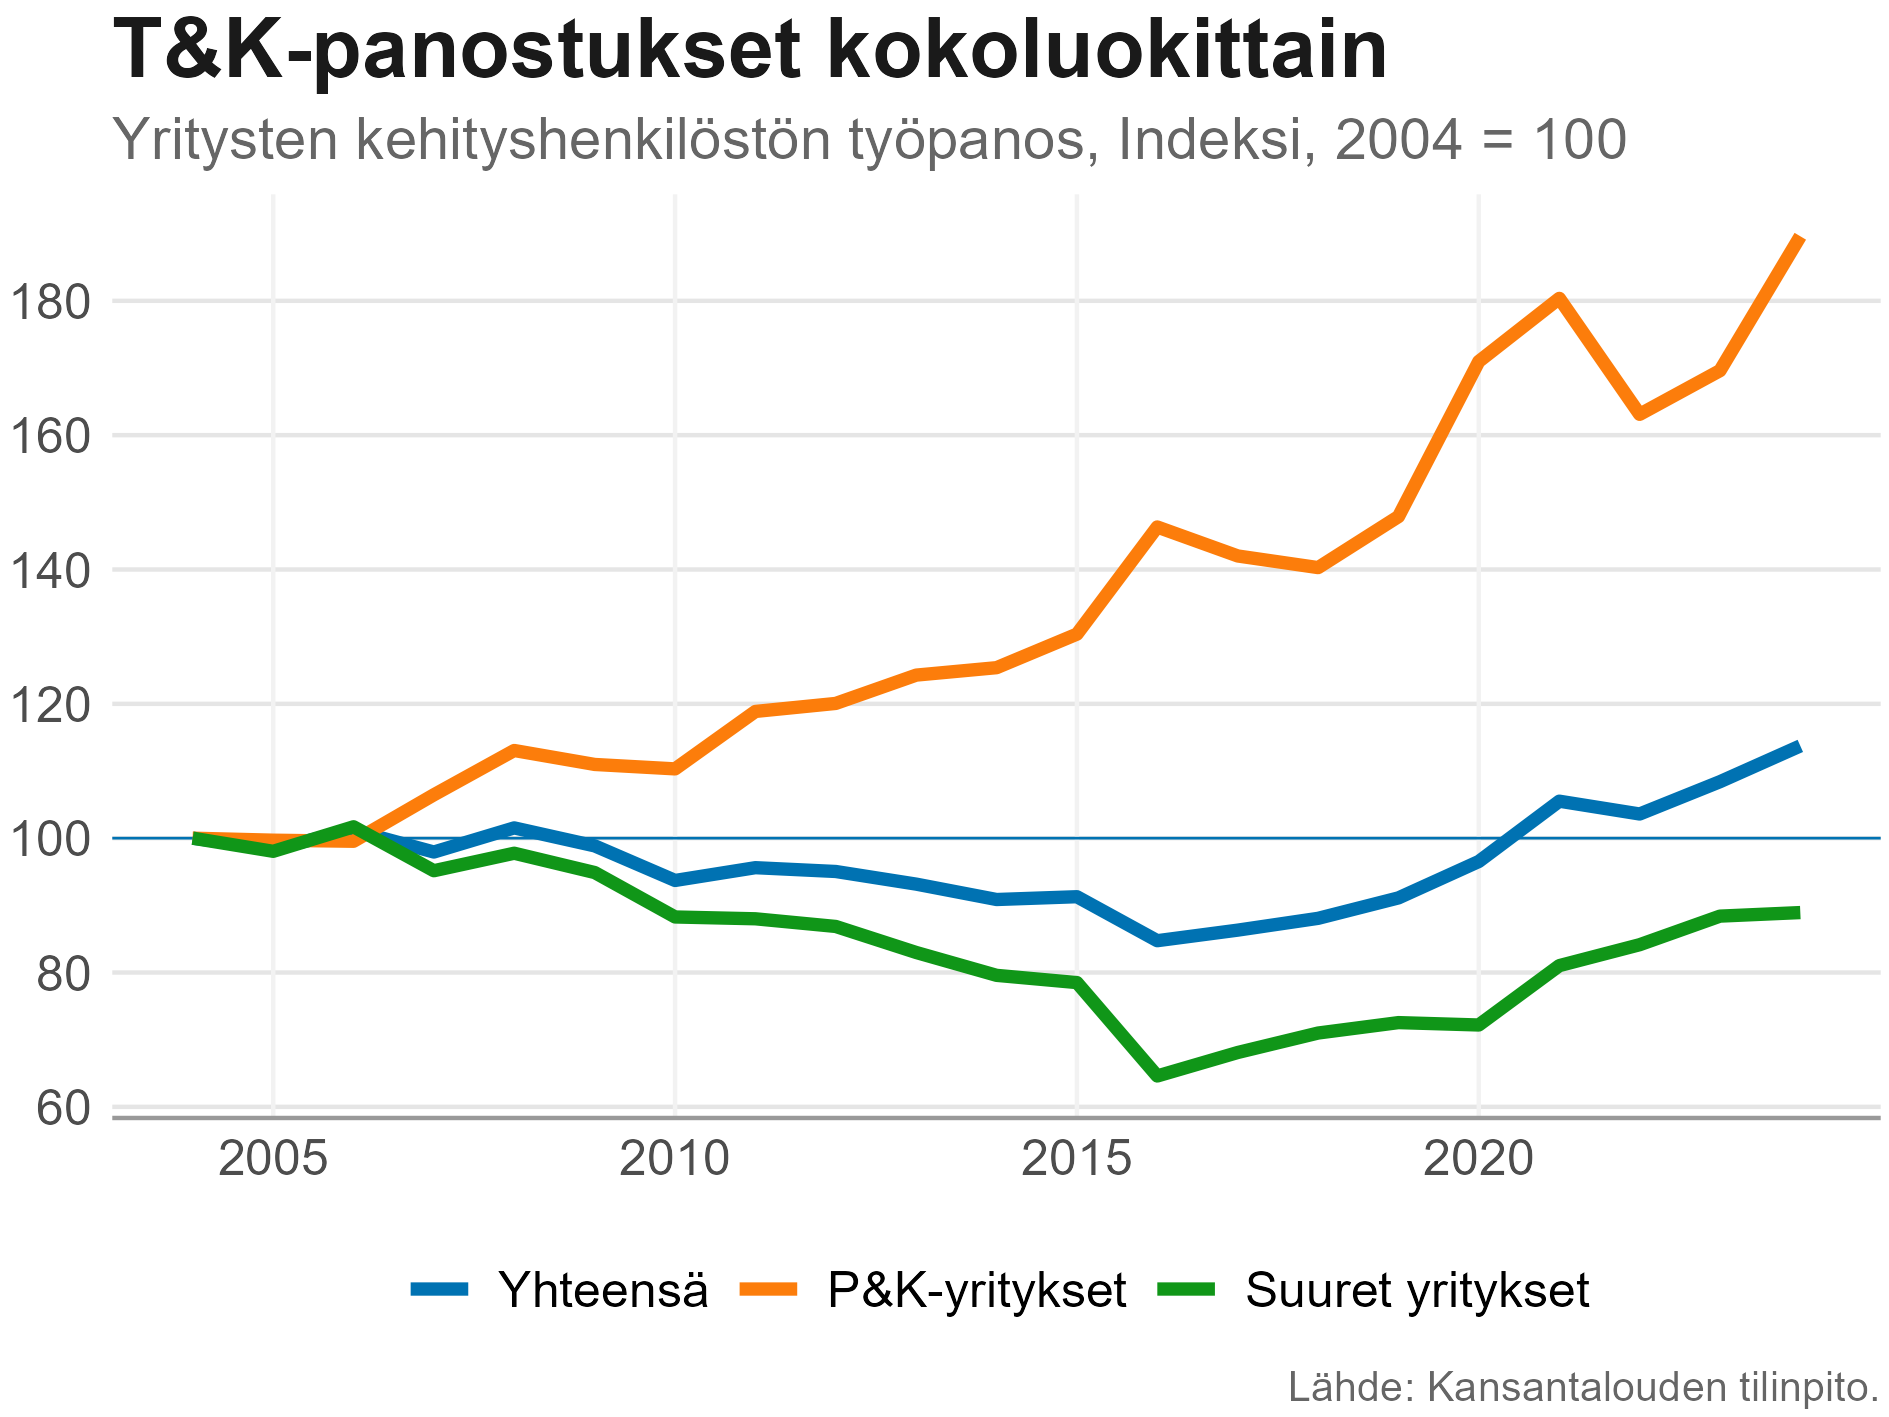 T&K-panostukset kokoluokittain
Yritysten kehityshenkilöstön työpanos, Indeksi, 2004 = 100
180
160
140
120
100
80
60
2005 2010 2015 2020
Yhteensä P&K-yritykset Suuret yritykset
Lähde: Kansantalouden tilinpito.